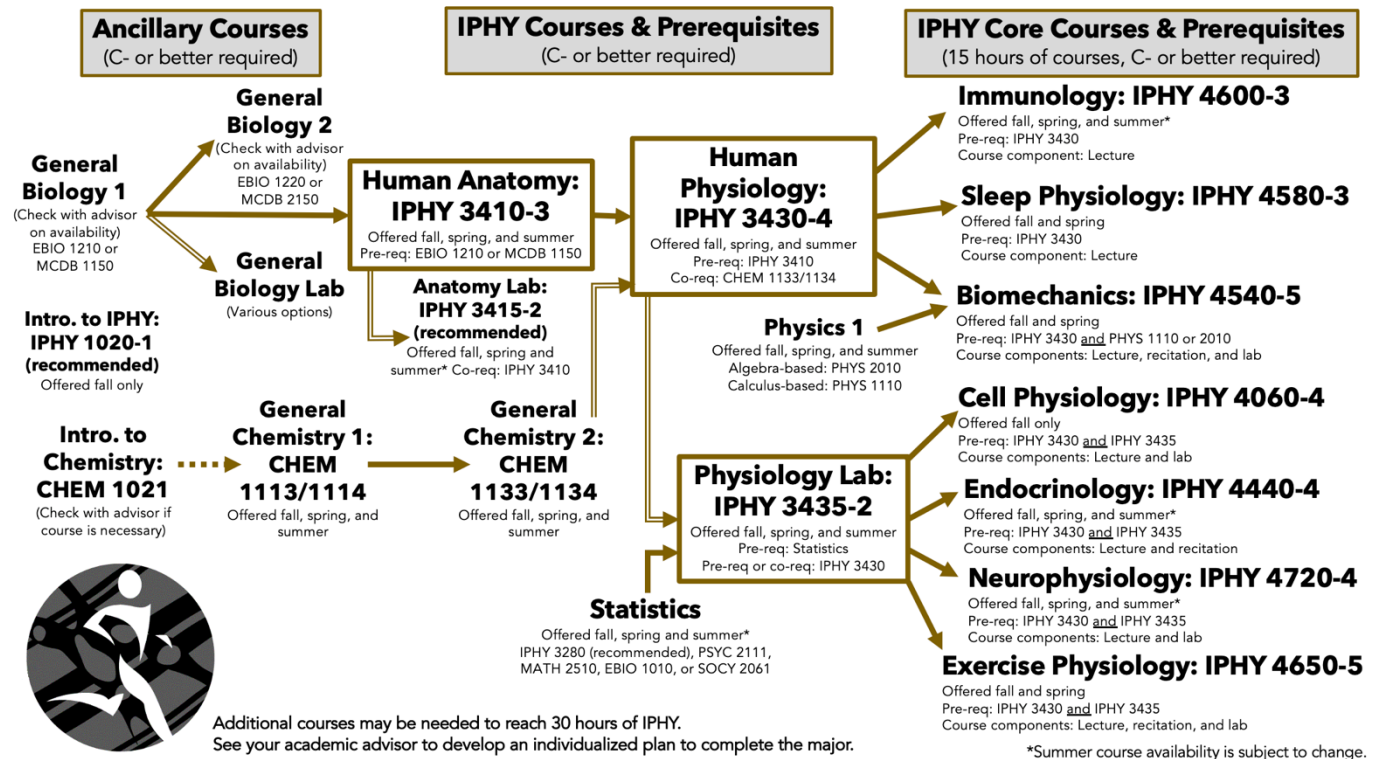 Ancillary Courses
(C- or better required)
IPHY Courses & Prerequisites
(C- or better required)
IPHY Core Courses & Prerequisites
(15 hours of courses, C- or better required)
General
Biology 1
(Check with advisor
on availability)
EBIO 1210 or
MCDB 1150
General
Biology 2
(Check with advisor
on availability)
EBIO 1220 or
MCDB 2150
General
Biology Lab
(Various options)
Intro. to IPHY:
IPHY 1020-1
(recommended)
Offered fall only
Intro. to
Chemistry:
CHEM 1021
(Check with advisor if
course is necessary)
General
Chemistry 1:
CHEM
1113/1114
Offered fall, spring, and
summer
General
Chemistry 2:
CHEM
1133/1134
Offered fall, spring, and
summer
Human Anatomy:
IPHY 3410-3
Offered fall, spring, and summer
Pre-req: EBIO 1210 or MCDB 1150
Anatomy Lab:
IPHY 3415-2
(recommended)
Offered fall, spring and
summer* Co-req: IPHY 3410
Human
Physiology:
IPHY 3430-4
Offered fall, spring, and summer
Pre-req: IPHY 3410
Co-req: CHEM 1133/1134
Physics 1
Offered fall, spring, and summer
Algebra-based: PHYS 2010
Calculus-based: PHYS 1110
Physiology Lab:
IPHY 3435-2
Offered fall, spring, and summer
Pre-req: Statistics
Pre-req or co-req: IPHY 3430
Statistics
Offered fall, spring and summer*
IPHY 3280 (recommended), PSYC 2111,
MATH 2510, EBIO 1010, or SOCY 2061
Immunology: IPHY 4600-3
Offered fall, spring, and summer*
Pre-req: IPHY 3430
Course component: Lecture
Sleep Physiology: IPHY 4580-3
Offered fall and spring
Pre-req: IPHY 3430
Course component: Lecture
Biomechanics: IPHY 4540-5
Offered fall and spring
Pre-req: IPHY 3430 and PHYS 1110 or 2010
Course components: Lecture, recitation, and lab
Cell Physiology: IPHY 4060-4
Offered fall only
Pre-req: IPHY 3430 and IPHY 3435
Course components: Lecture and lab
Endocrinology: IPHY 4440-4
Offered fall, spring, and summer*
Pre-req: IPHY 3430 and IPHY 3435
Course components: Lecture and recitation
Neurophysiology: IPHY 4720-4
Offered fall, spring, and summer*
Pre-req: IPHY 3430 and IPHY 3435
Course components: Lecture and lab
Exercise Physiology: IPHY 4650-5
Offered fall and spring
Pre-req: IPHY 3430 and IPHY 3435
Course components: Lecture, recitation, and lab
Additional courses may be needed to reach 30 hours of IPHY.
See your academic advisor to develop an individualized plan to complete the major.
*Summer course availability is subject to change.